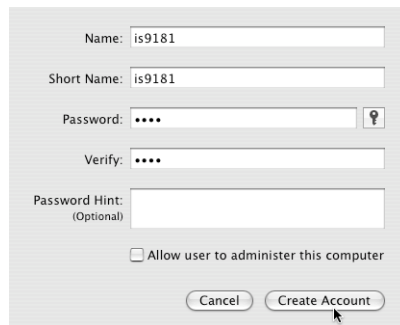 Name: is9181
Short Name: is9181
Password: ••••
Verify: ••••
Password Hint:
(Optional)
Allow user to administer this computer
Cancel Create Account